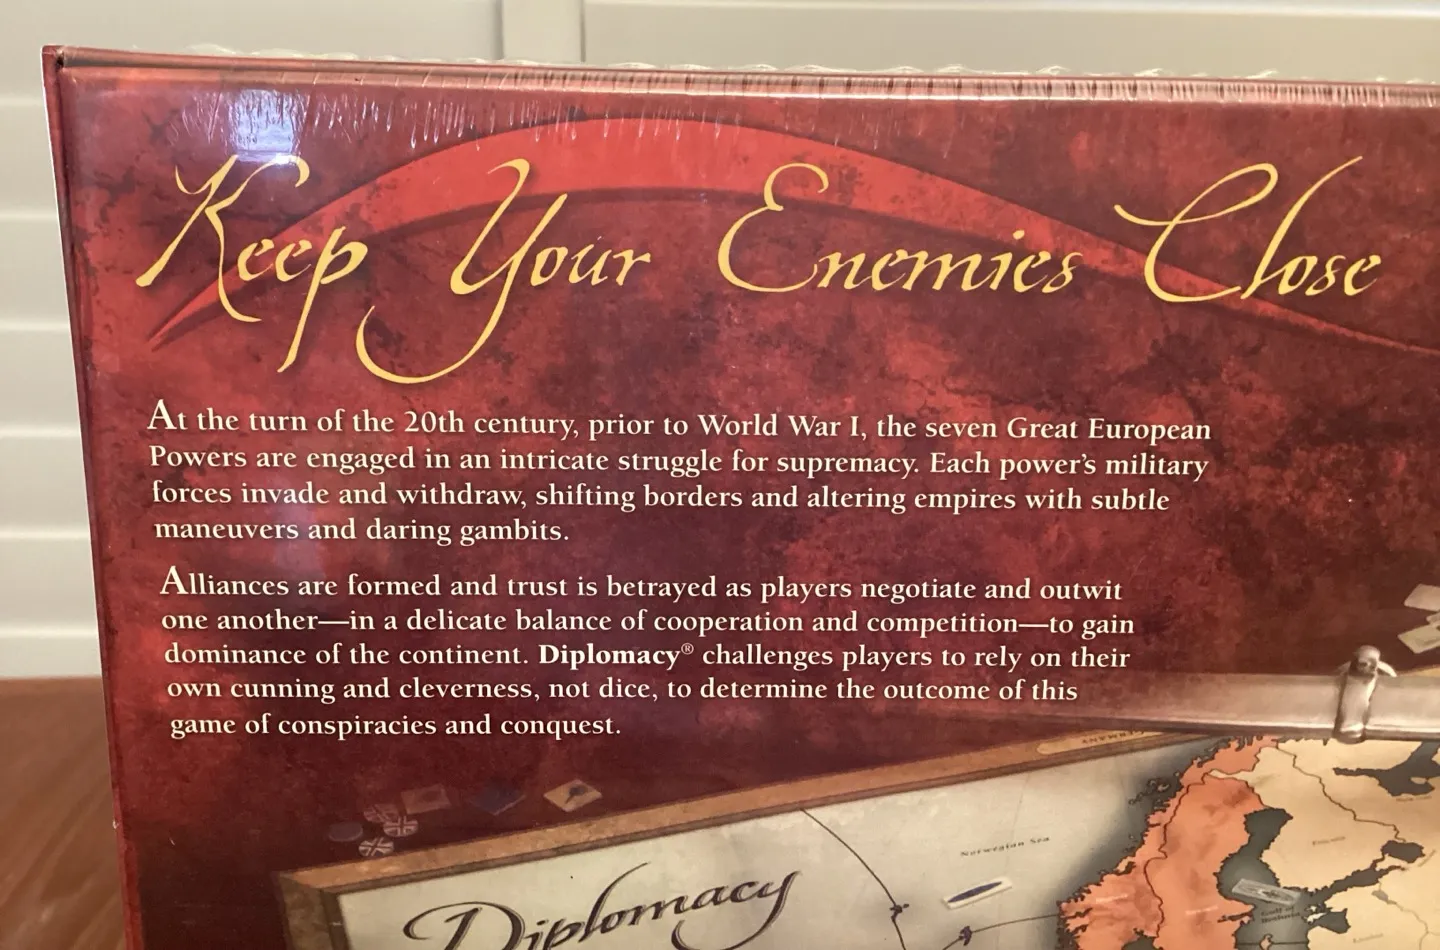 Keep Your Enemies Close
At the turn of the 20th century, prior to World War I, the seven Great European
Powers are engaged in an intricate struggle for supremacy. Each power's military
forces invade and withdraw, shifting borders and altering empires with subtle
maneuvers and daring gambits.
Alliances are formed and trust is betrayed as players negotiate and outwit
one another—in a delicate balance of cooperation and competition—to gain
dominance of the continent. Diplomacy® challenges players to rely on their
own cunning and cleverness, not dice, to determine the outcome of this
game of conspiracies and conquest.
GERMANY
Norwegian Sea
Diplomacy
Gulf of
Bothnia